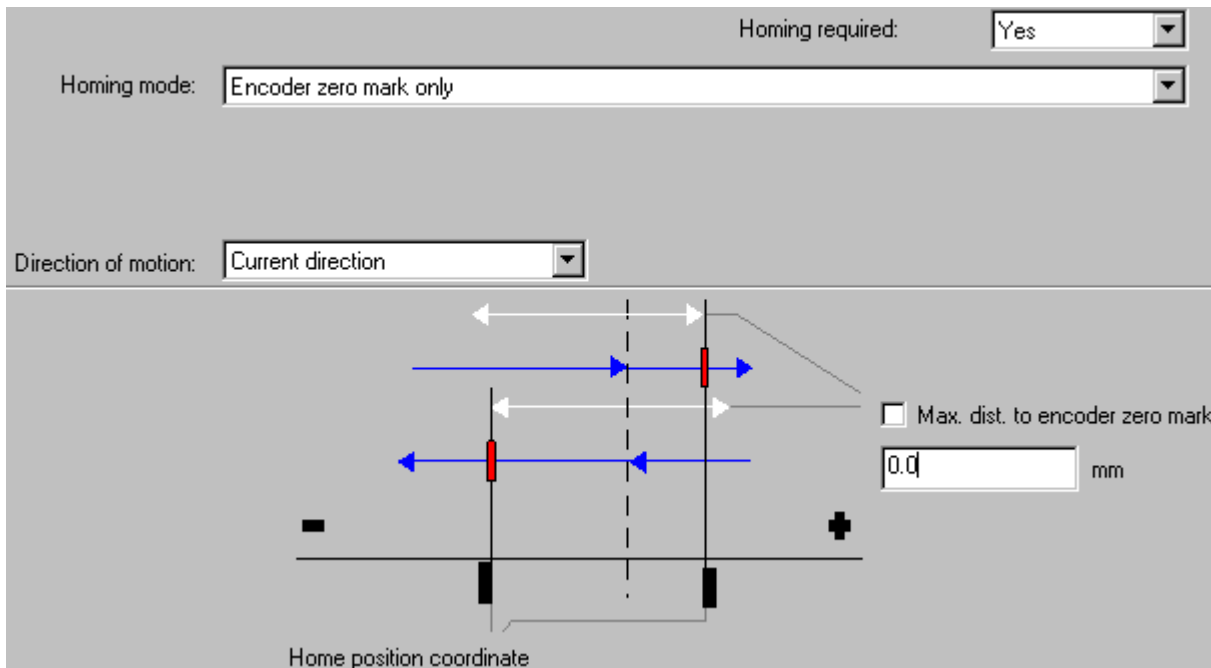 Homing required: Yes
Homing mode: Encoder zero mark only
Direction of motion: Current direction
Max. dist. to encoder zero mark
0.0 mm
Home position coordinate